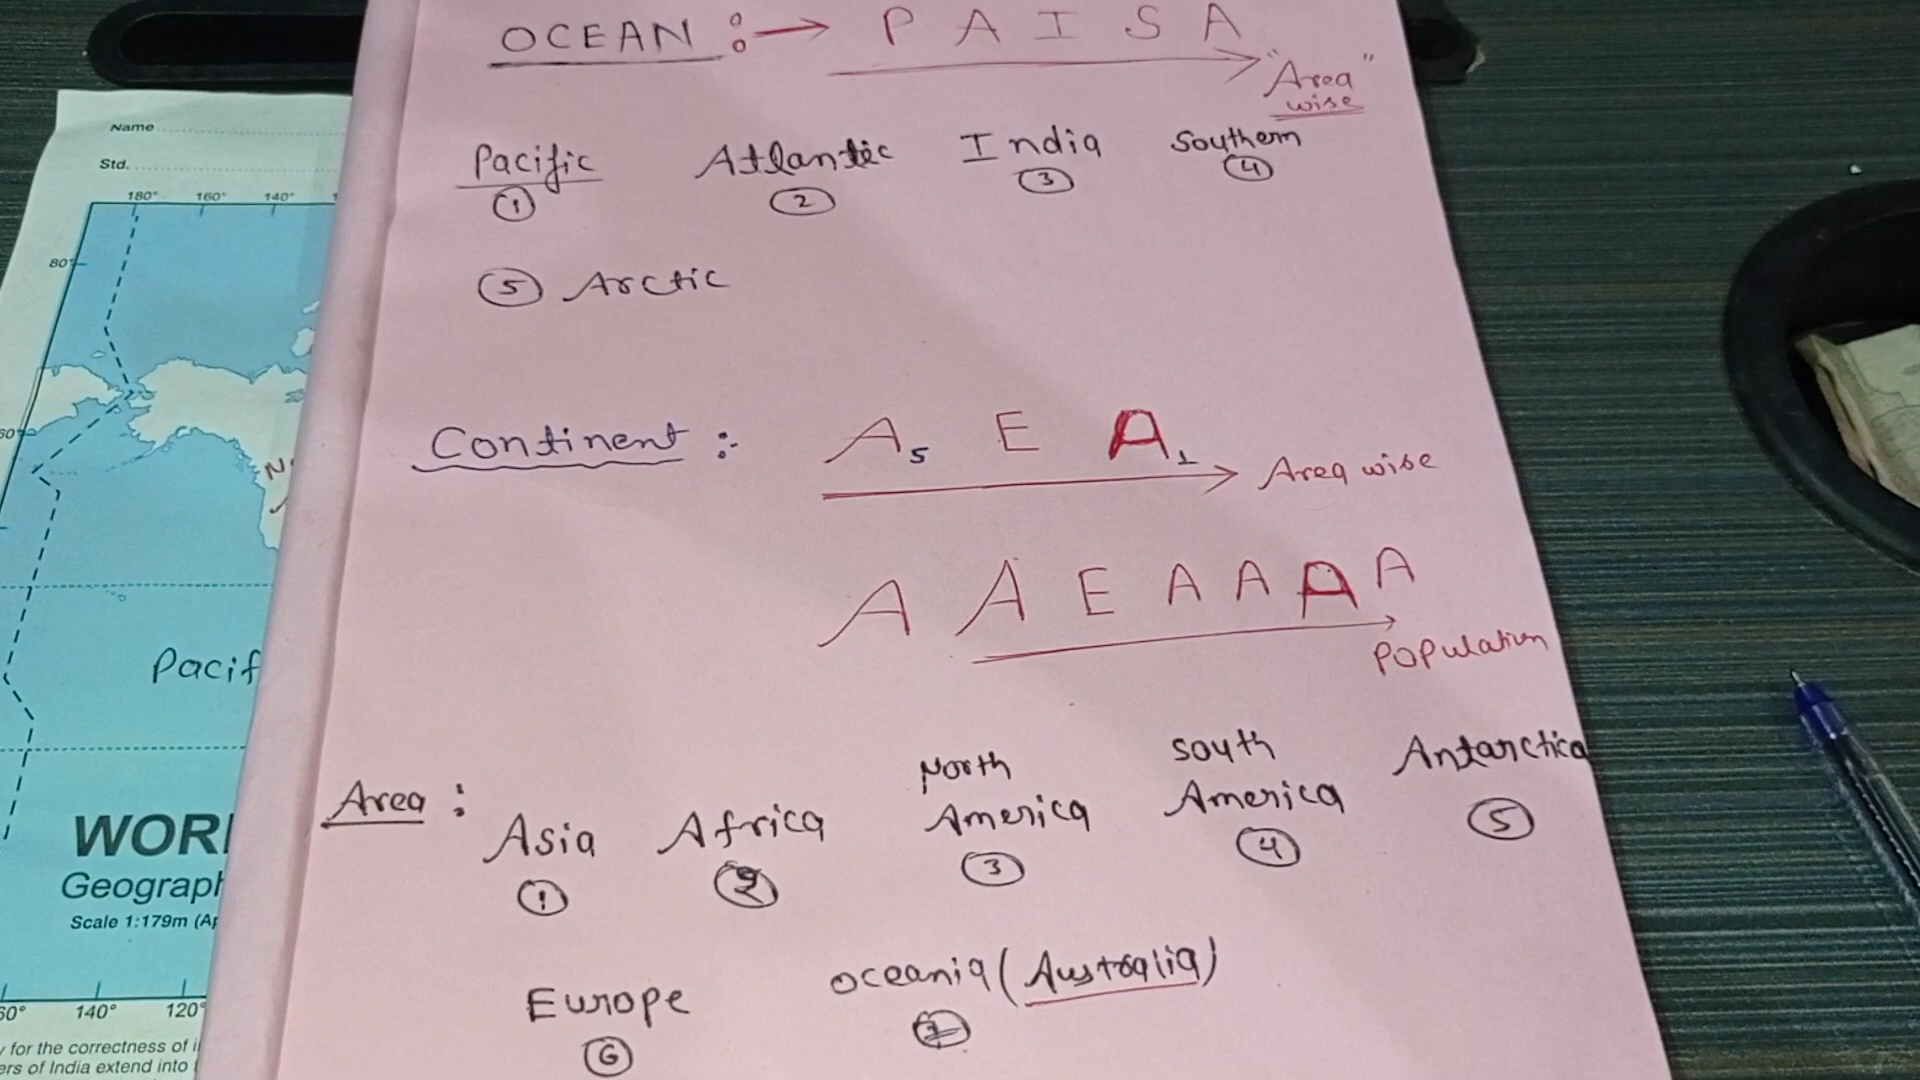 OCEAN :→ P A I S A
"Area"
wise
Pacific Atlantic India Southern
1 2 3 4
5 Arctic
Continent :- A5 E A1 → Area wise
A A E A A A A
Population
Area : Asia Africa North America South America Antarctica
1 2 3 4 5
Europe Oceania (Australia)
6 7
Name
Std.
180° 160° 140°
80°
60°
Pacif
WORL
Geograph
Scale 1:179m (Ap
60° 140° 120°
y for the correctness of i
ers of India extend into